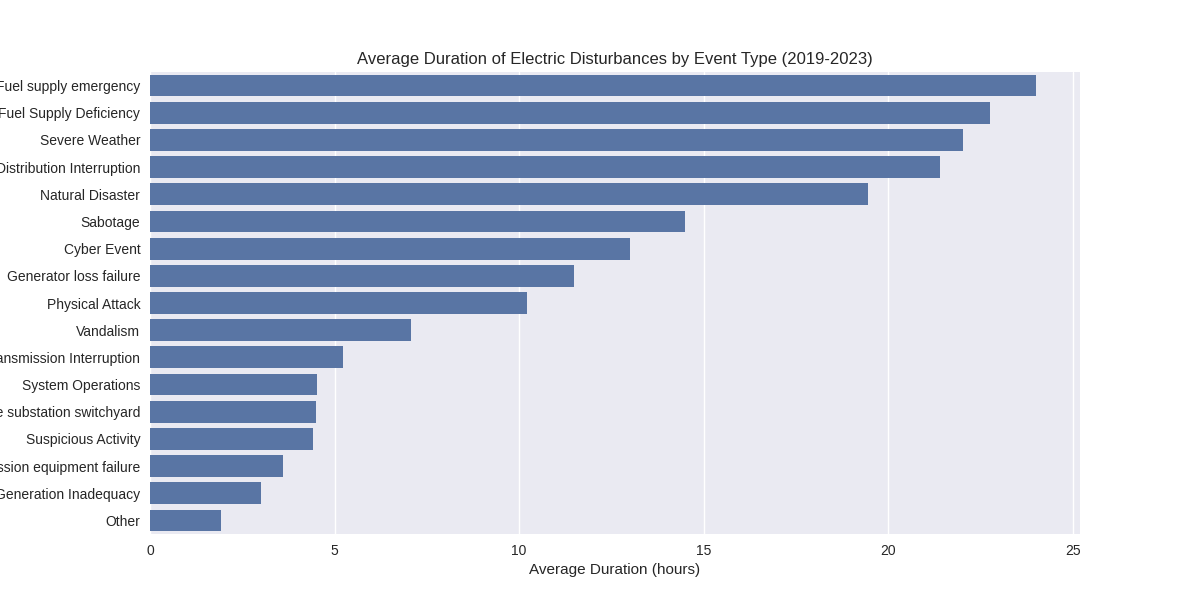 Average Duration of Electric Disturbances by Event Type (2019-2023)
Fuel supply emergency
Fuel Supply Deficiency
Severe Weather
Distribution Interruption
Natural Disaster
Sabotage
Cyber Event
Generator loss failure
Physical Attack
Vandalism
ansmission Interruption
System Operations
e substation switchyard
Suspicious Activity
ssion equipment failure
Generation Inadequacy
Other
0 5 10 15 20 25
Average Duration (hours)